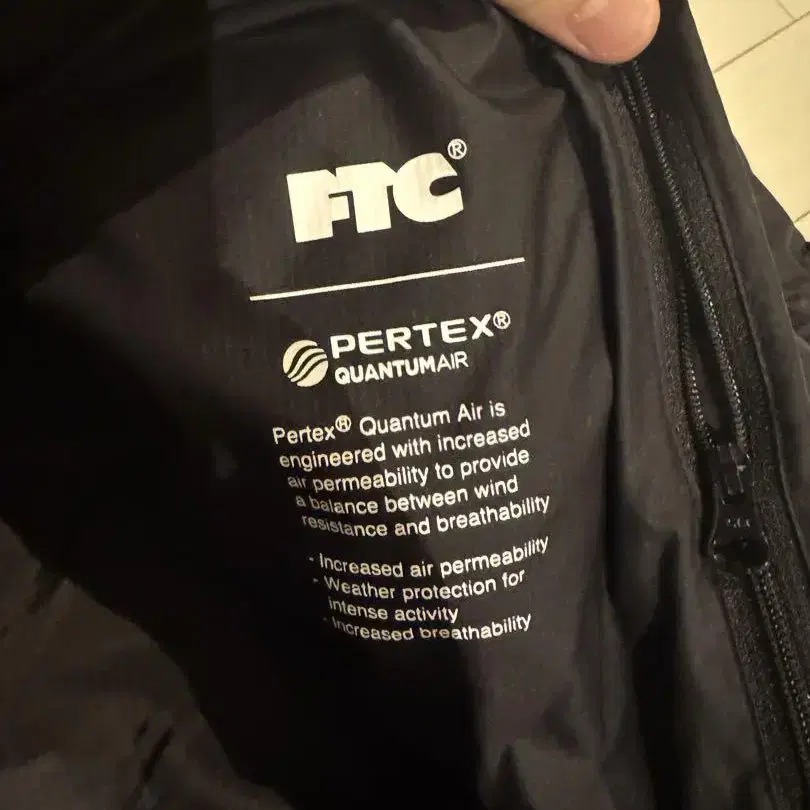 FTC®
PERTEX®
QUANTUMAIR
Pertex® Quantum Air is
engineered with increased
air permeability to provide
a balance between wind
resistance and breathability
- Increased air permeability
- Weather protection for
intense activity
- Increased breathability